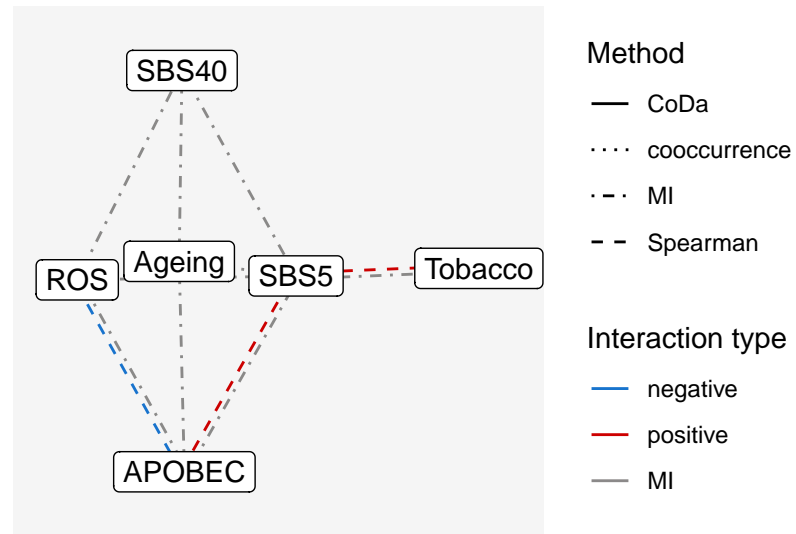 SBS40
Ageing
ROS
SBS5
Tobacco
APOBEC
Method
CoDa
cooccurrence
MI
Spearman
Interaction type
negative
positive
MI